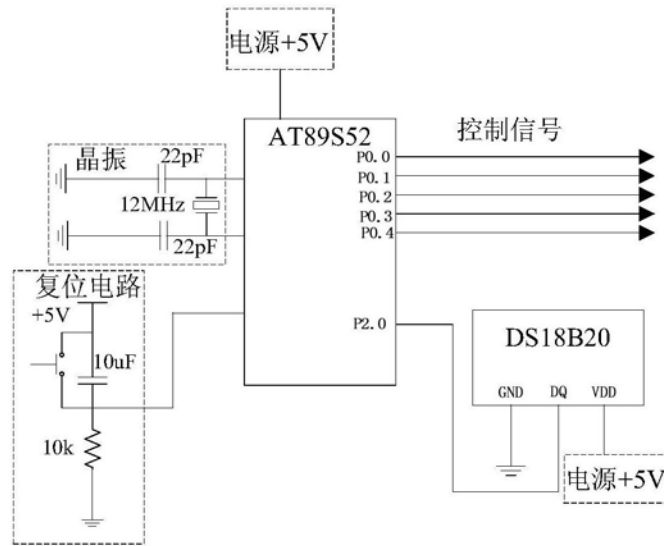 电源+5V
AT89S52
控制信号
晶振
22pF
12MHz
22pF
P0.0
P0.1
P0.2
P0.3
P0.4
复位电路
+5V
10uF
10k
P2.0
DS18B20
GND DQ VDD
电源+5V